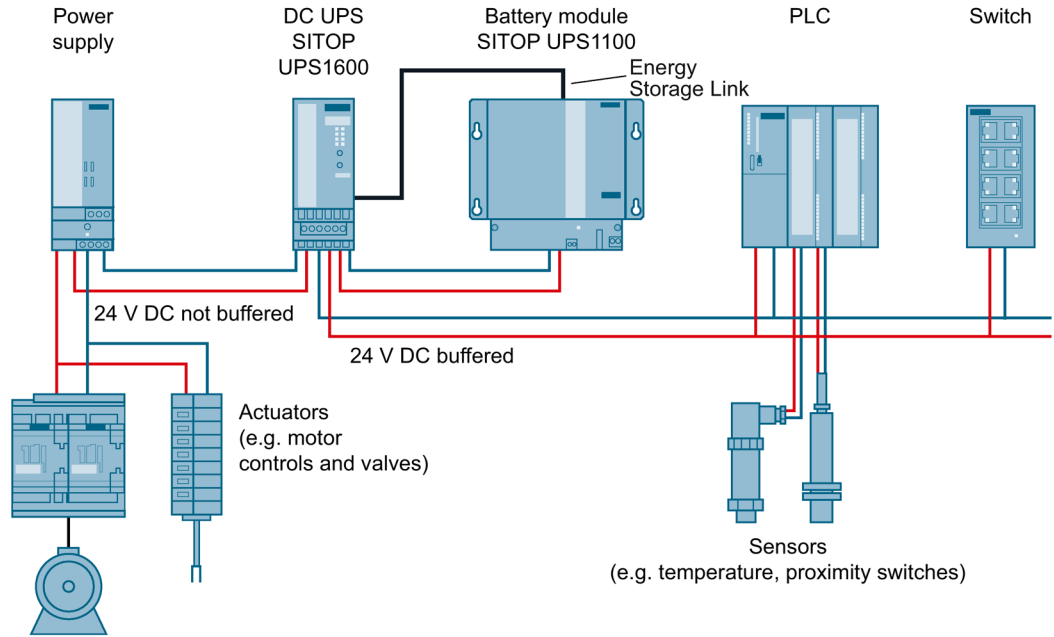 Power
supply
DC UPS
SITOP
UPS1600
Battery module
SITOP UPS1100
PLC
Switch
Energy
Storage Link
24 V DC not buffered
24 V DC buffered
Actuators
(e.g. motor
controls and valves)
Sensors
(e.g. temperature, proximity switches)